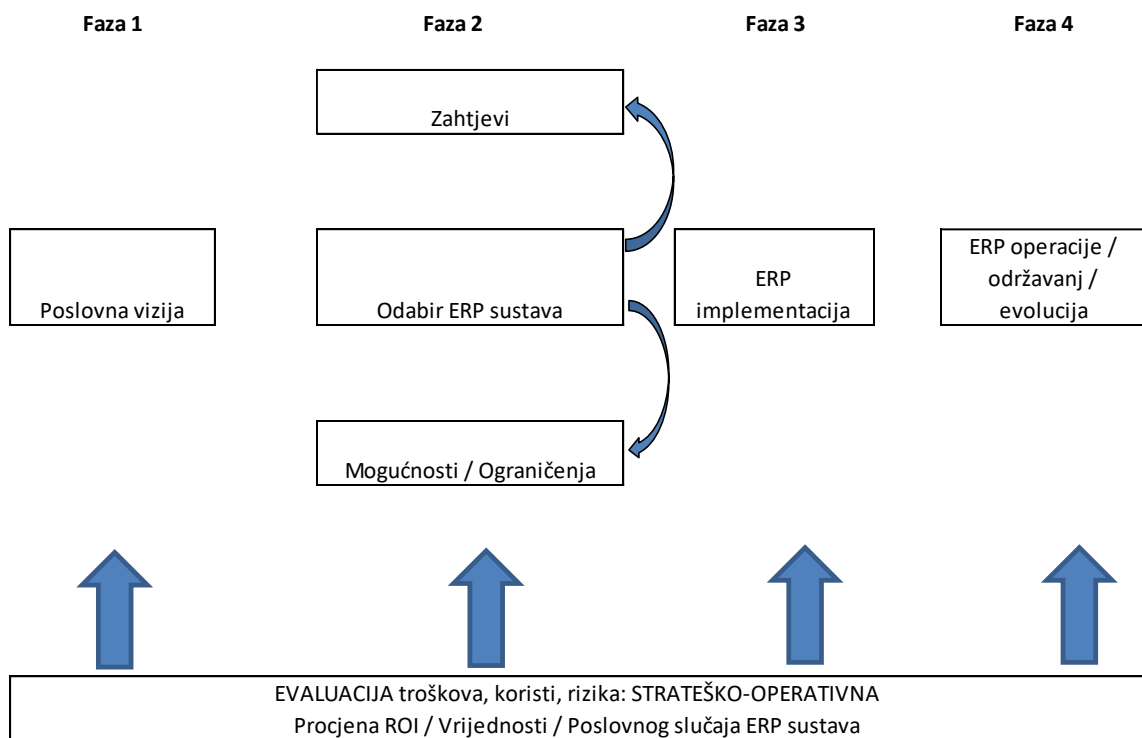 Faza 1
Faza 2
Faza 3
Faza 4
Zahtjevi
Poslovna vizija
Odabir ERP sustava
ERP
implementacija
ERP operacije /
održavanj /
evolucija
Mogućnosti / Ograničenja
EVALUACIJA troškova, koristi, rizika: STRATEŠKO-OPERATIVNA
Procjena ROI / Vrijednosti / Poslovnog slučaja ERP sustava